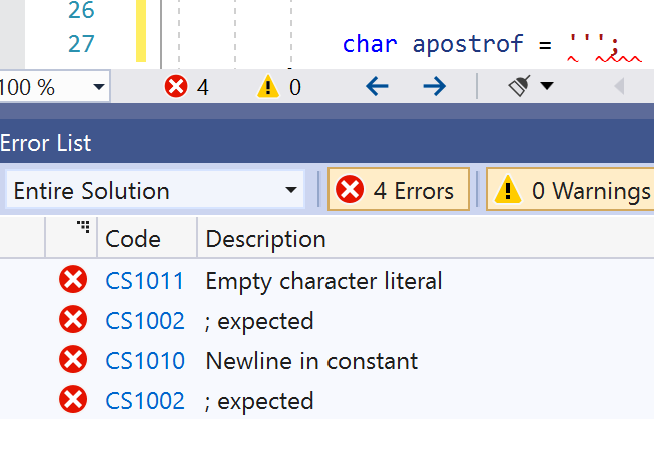 26
27 char apostrof = ''';
100 % 4 0
Error List
Entire Solution 4 Errors 0 Warnings
Code Description
CS1011 Empty character literal
CS1002 ; expected
CS1010 Newline in constant
CS1002 ; expected